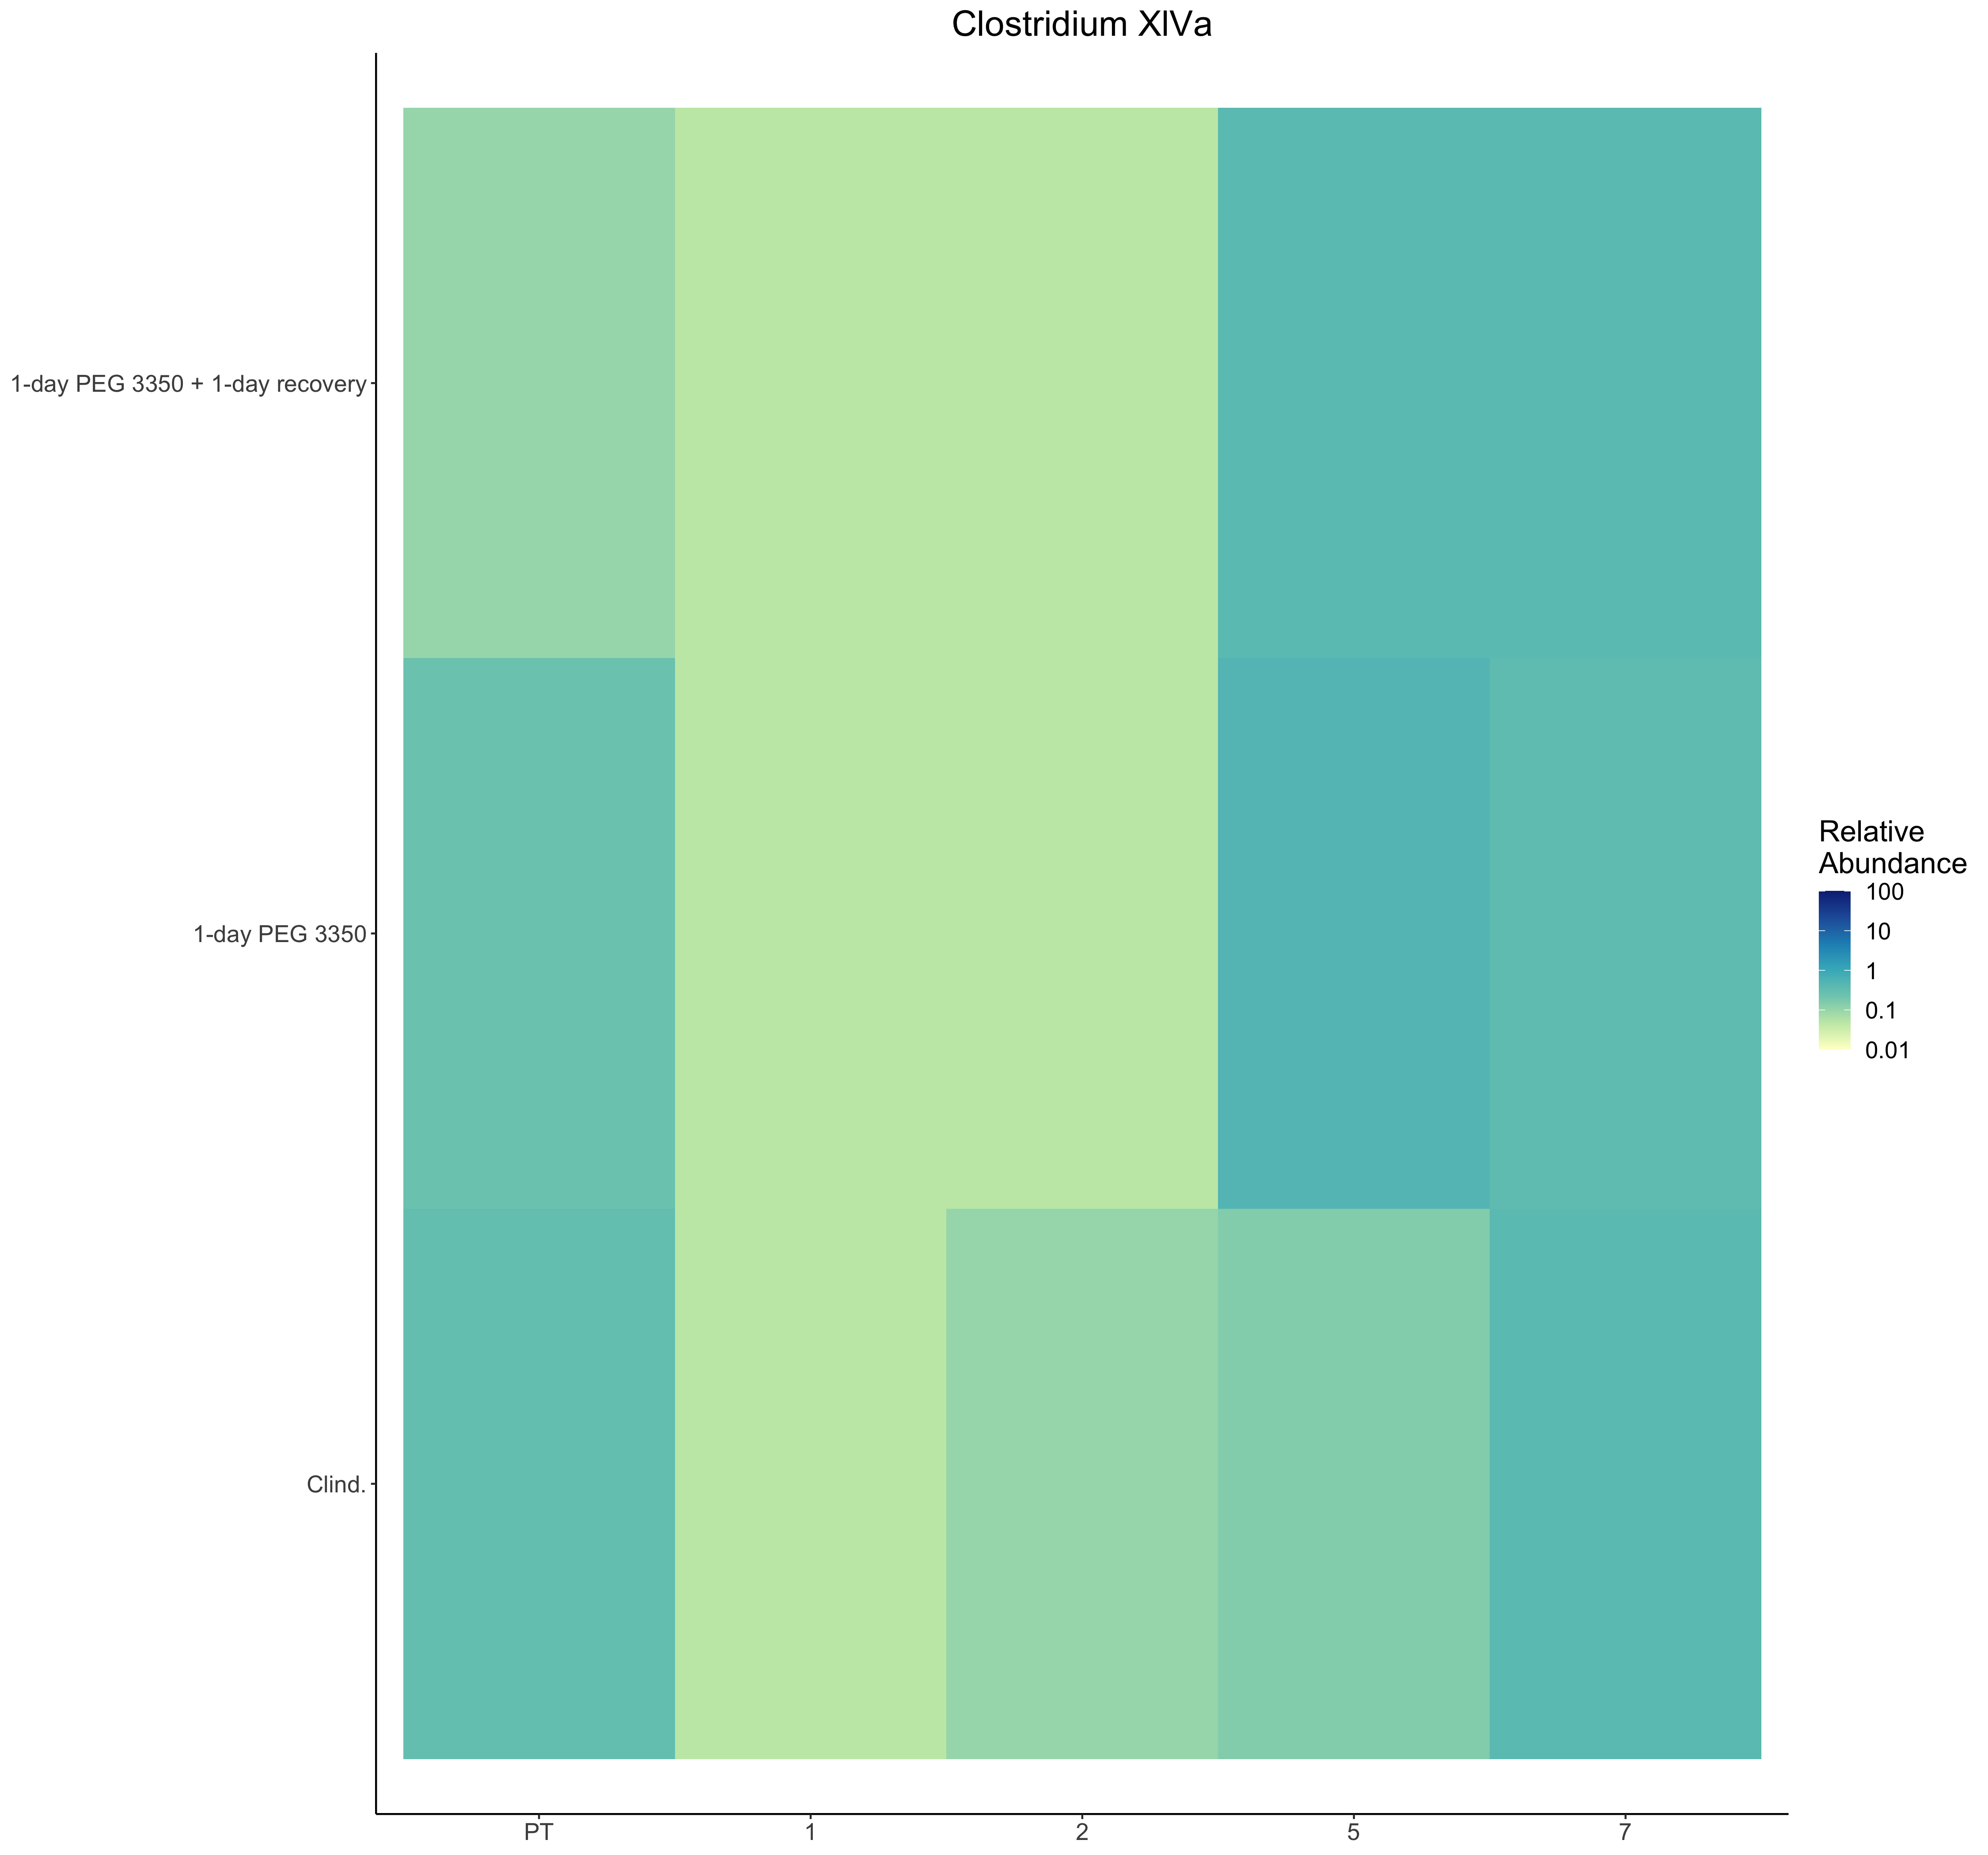 Clostridium XIVa
1-day PEG 3350 + 1-day recovery
1-day PEG 3350
Clind.
PT 1 2 5 7
Relative
Abundance
100
10
1
0.1
0.01